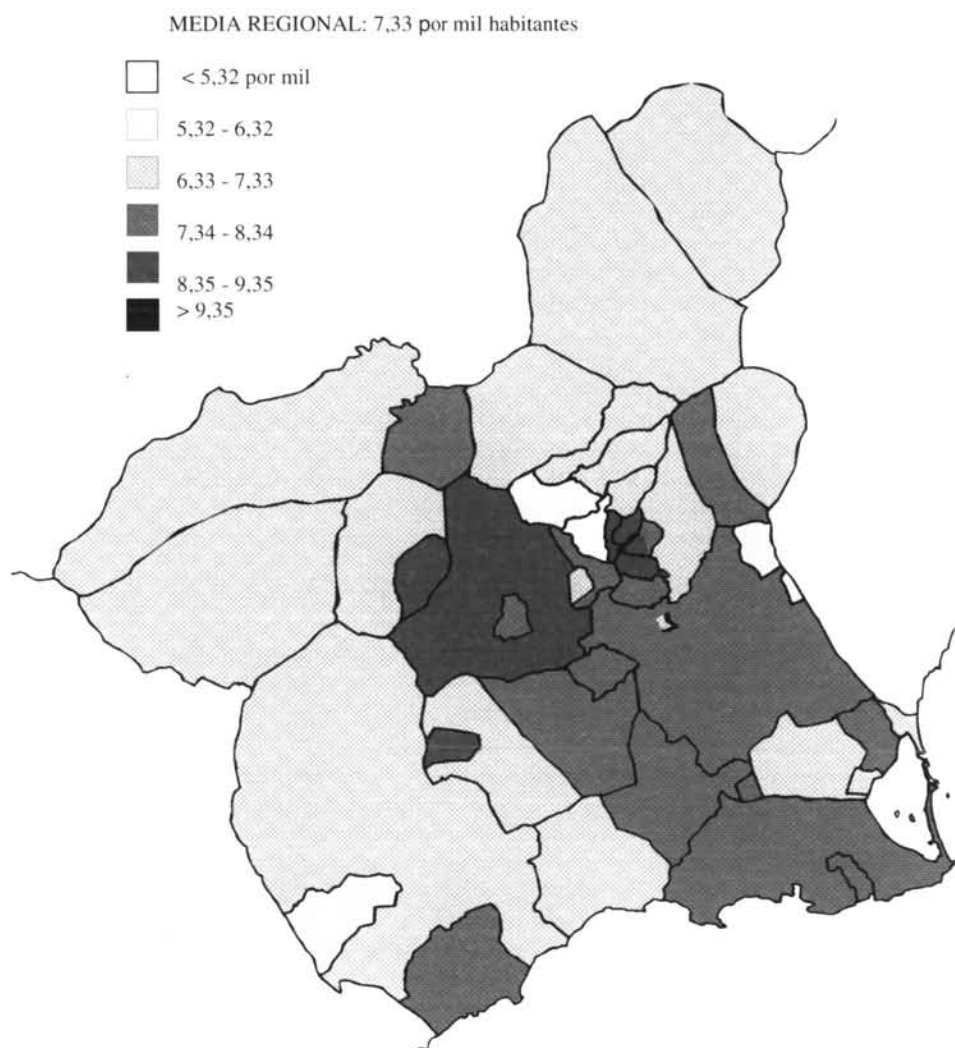 MEDIA REGIONAL: 7,33 por mil habitantes
< 5,32 por mil
5,32 - 6,32
6,33 - 7,33
7,34 - 8,34
8,35 - 9,35
> 9,35